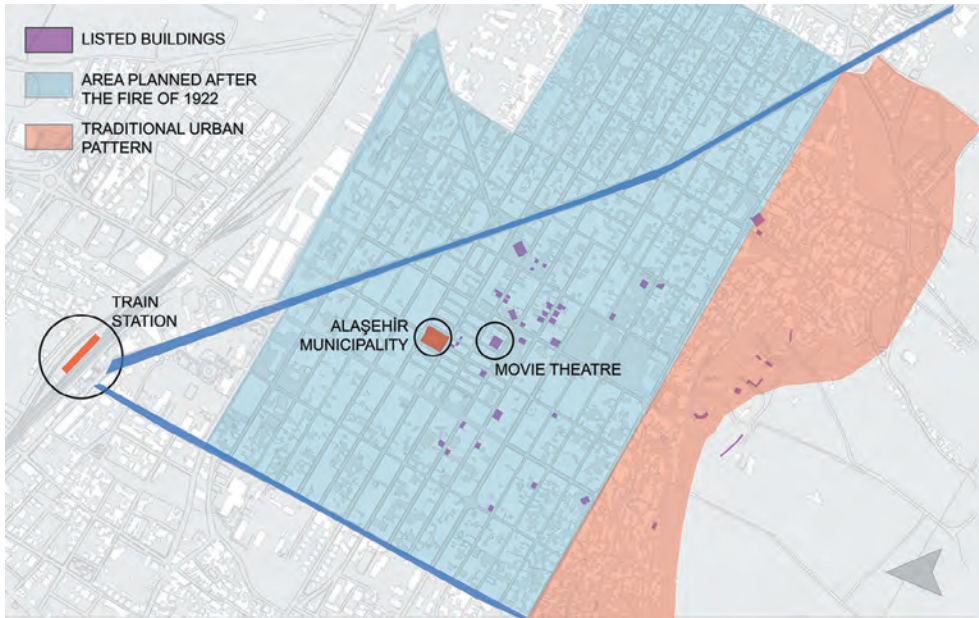 LISTED BUILDINGS
AREA PLANNED AFTER
THE FIRE OF 1922
TRADITIONAL URBAN
PATTERN
TRAIN
STATION
ALAŞEHİR
MUNICIPALITY
MOVIE THEATRE